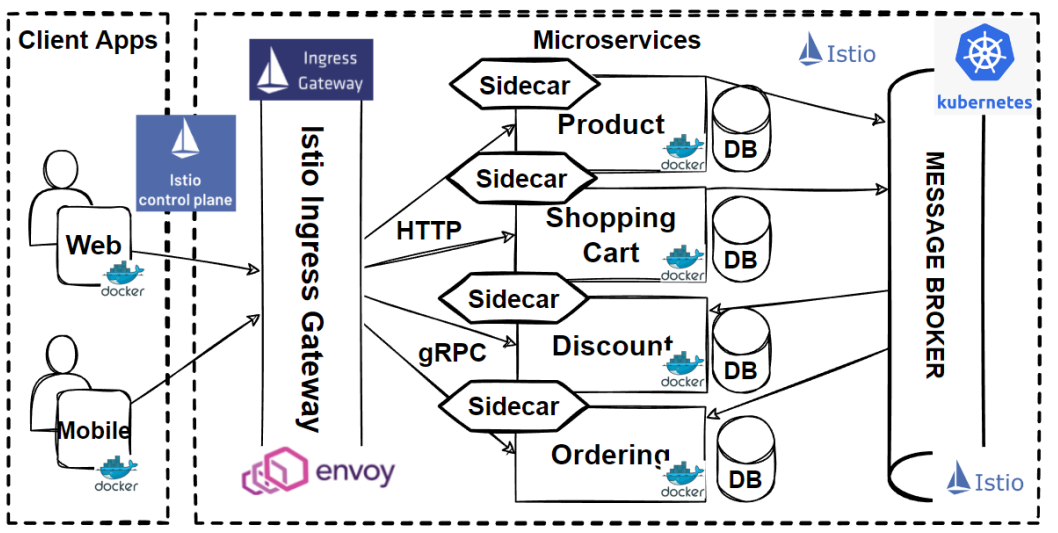 Client Apps
Web
docker
Mobile
docker
Istio
control plane
Ingress
Gateway
Istio Ingress Gateway
envoy
HTTP
gRPC
Microservices
Istio
Sidecar
Product
docker
DB
Sidecar
Shopping
Cart
docker
DB
Sidecar
Discount
docker
DB
Sidecar
Ordering
docker
DB
kubernetes
MESSAGE BROKER
Istio